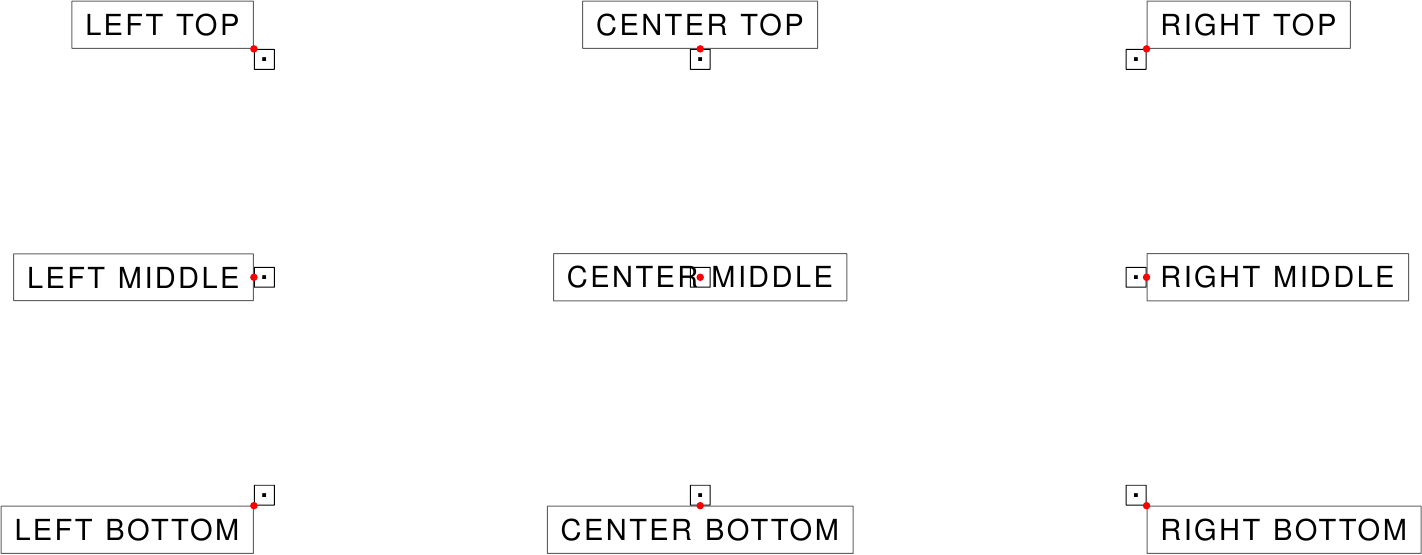 LEFT TOP
CENTER TOP
RIGHT TOP
LEFT MIDDLE
CENTER MIDDLE
RIGHT MIDDLE
LEFT BOTTOM
CENTER BOTTOM
RIGHT BOTTOM